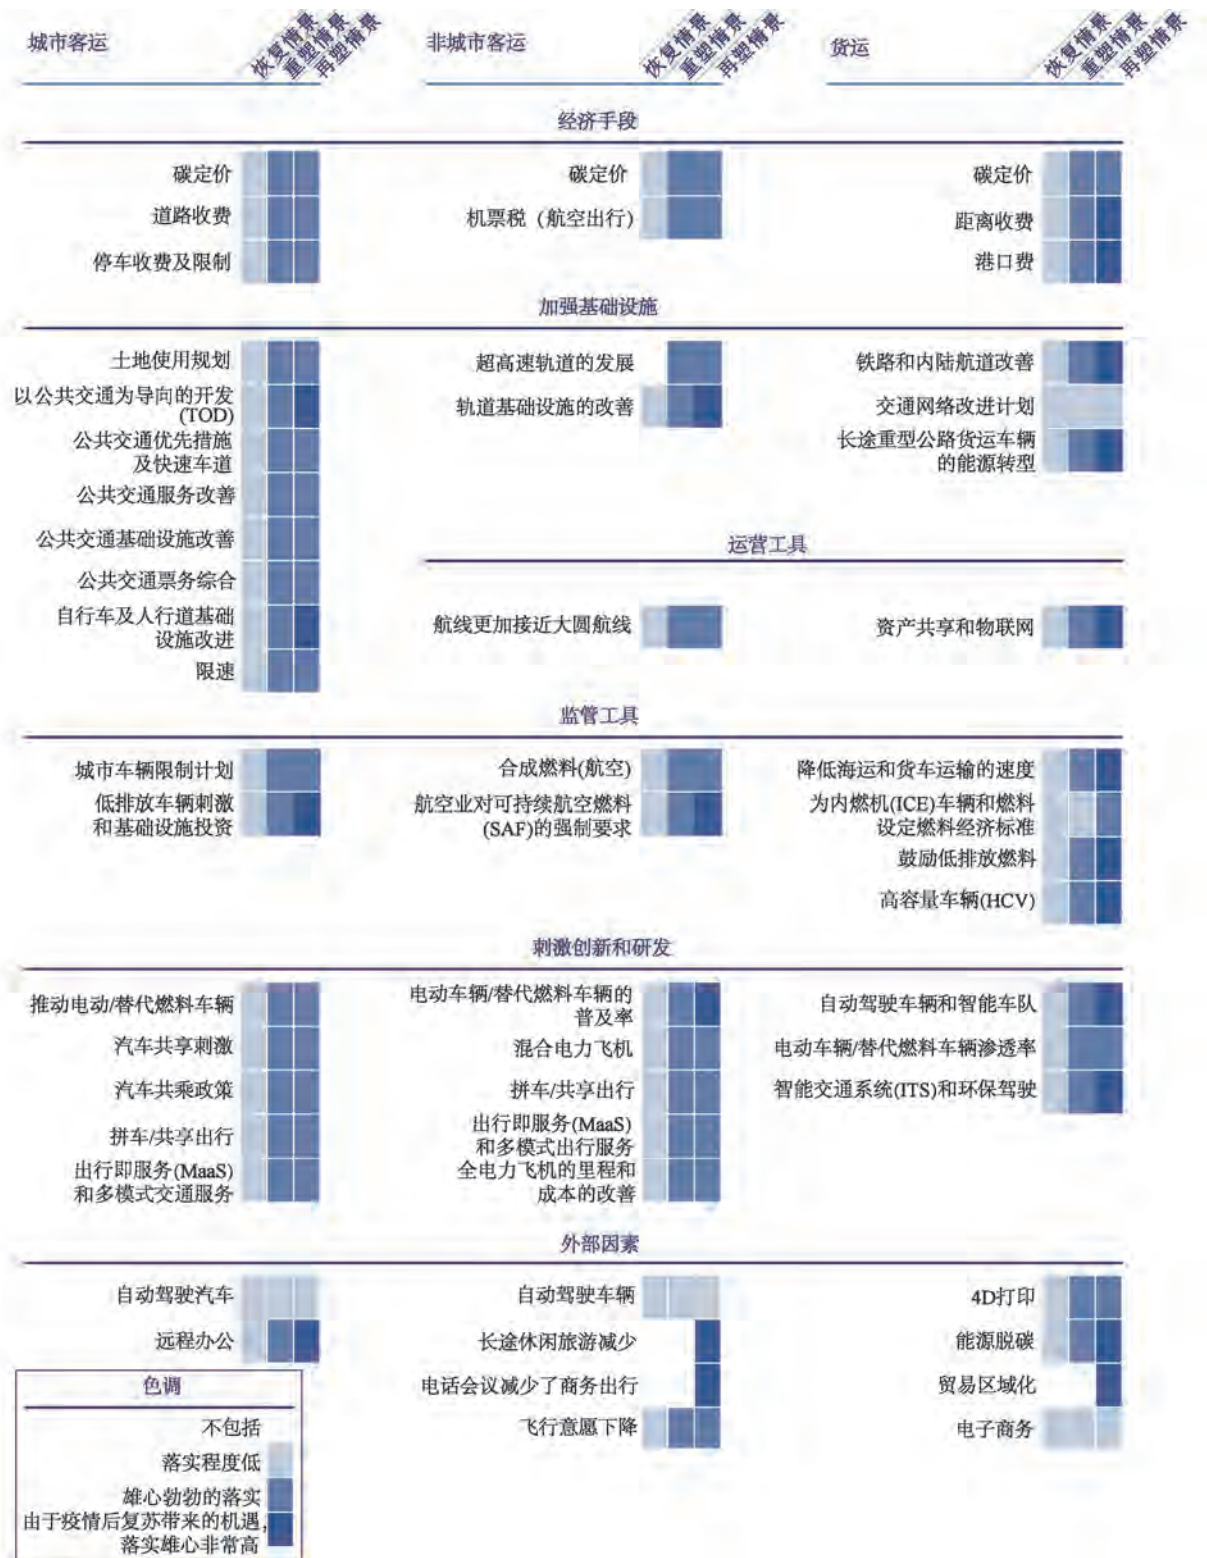 城市客运
恢复情景
重塑情景
再塑情景
非城市客运
恢复情景
重塑情景
再塑情景
货运
恢复情景
重塑情景
再塑情景
经济手段
碳定价
道路收费
停车收费及限制
碳定价
机票税（航空出行）
碳定价
距离收费
港口费
加强基础设施
土地使用规划
以公共交通为导向的开发
(TOD)
公共交通优先措施
及快速车道
公共交通服务改善
公共交通基础设施改善
公共交通票务综合
自行车及人行道基础
设施改进
限速
超高速轨道的发展
轨道基础设施的改善
铁路和内陆航道改善
交通网络改进计划
长途重型公路货运车辆
的能源转型
运营工具
航线更加接近大圆航线
资产共享和物联网
监管工具
城市车辆限制计划
低排放车辆刺激
和基础设施投资
合成燃料(航空)
航空业对可持续航空燃料
(SAF)的强制要求
降低海运和货车运输的速度
为内燃机(ICE)车辆和燃料
设定燃料经济标准
鼓励低排放燃料
高容量车辆(HCV)
刺激创新和研发
推动电动/替代燃料车辆
汽车共享刺激
汽车共乘政策
拼车/共享出行
出行即服务(MaaS)
和多模式交通服务
电动车辆/替代燃料车辆的
普及率
混合电力飞机
拼车/共享出行
出行即服务(MaaS)
和多模式出行服务
全电力飞机的里程和
成本的改善
自动驾驶车辆和智能车队
电动车辆/替代燃料车辆渗透率
智能交通系统(ITS)和环保驾驶
外部因素
自动驾驶汽车
远程办公
自动驾驶车辆
长途休闲旅游减少
电话会议减少了商务出行
飞行意愿下降
4D打印
能源脱碳
贸易区域化
电子商务
色调
不包括
落实程度低
雄心勃勃的落实
由于疫情后复苏带来的机遇,
落实雄心非常高